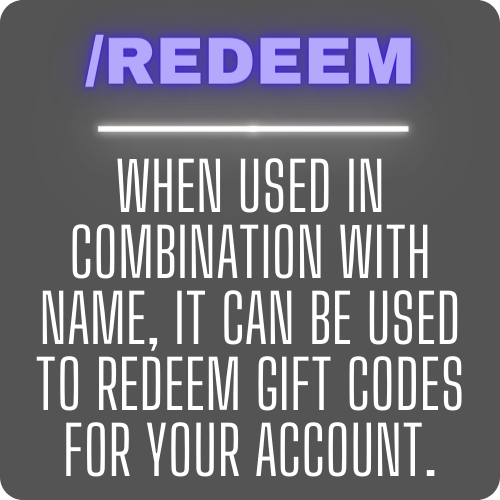 /REDEEM
WHEN USED IN
COMBINATION WITH
NAME, IT CAN BE USED
TO REDEEM GIFT CODES
FOR YOUR ACCOUNT.